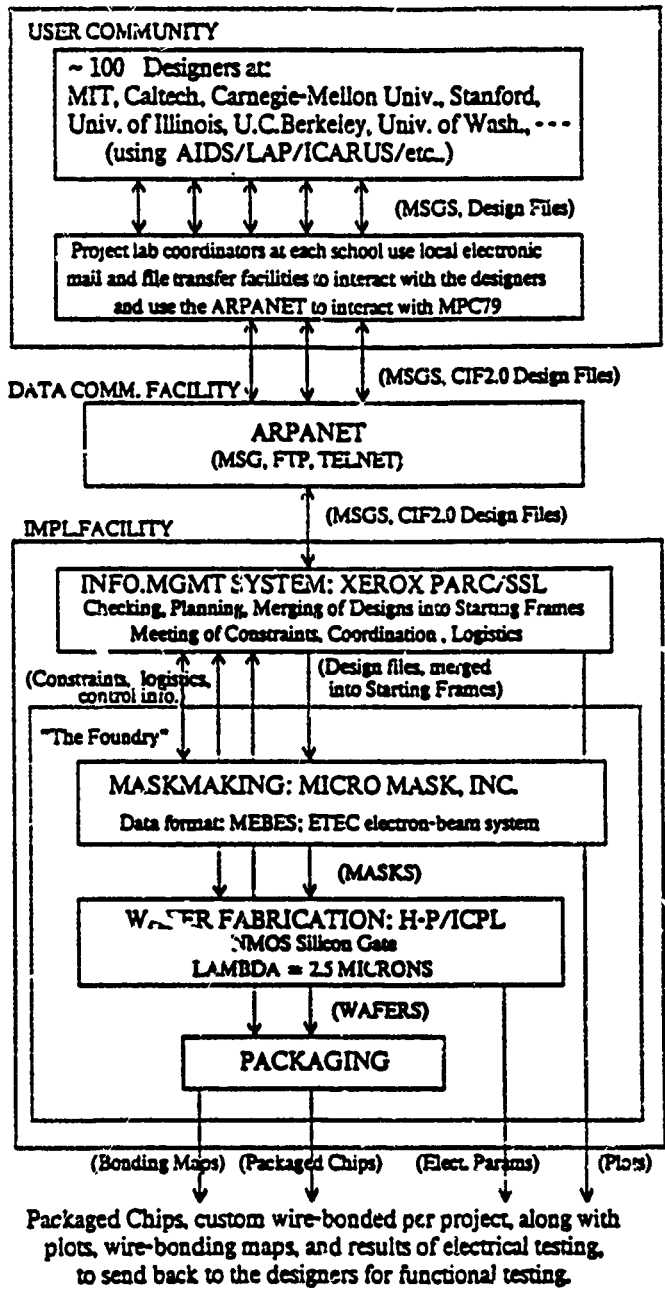 USER COMMUNITY
~ 100 Designers at:
MIT, Caltech, Carnegie-Mellon Univ., Stanford,
Univ. of Illinois, U.C.Berkeley, Univ. of Wash., ---
(using AIDS/LAP/ICARUS/etc..)
(MSGS, Design Files)
Project lab coordinators at each school use local electronic
mail and file transfer facilities to interact with the designers
and use the ARPANET to interact with MPC79
(MSGS, CIF2.0 Design Files)
DATA COMM. FACILITY
ARPANET
(MSG, FTP, TELNET)
(MSGS, CIF2.0 Design Files)
IMPL.FACILITY
INFO.MGMT SYSTEM: XEROX PARC/SSL
Checking, Planning, Merging of Designs into Starting Frames
Meeting of Constraints, Coordination , Logistics
(Constraints, logistics,
control info.
(Design files, merged
into Starting Frames)
"The Foundry"
MASKMAKING: MICRO MASK, INC.
Data format: MEBES; ETEC electron-beam system
(MASKS)
WAFER FABRICATION: H-P/ICPL
NMOS Silicon Gate
LAMBDA = 2.5 MICRONS
(WAFERS)
PACKAGING
(Bonding Maps) (Packaged Chips) (Elect. Params) (Plots)
Packaged Chips, custom wire-bonded per project, along with
plots, wire-bonding maps, and results of electrical testing,
to send back to the designers for functional testing.